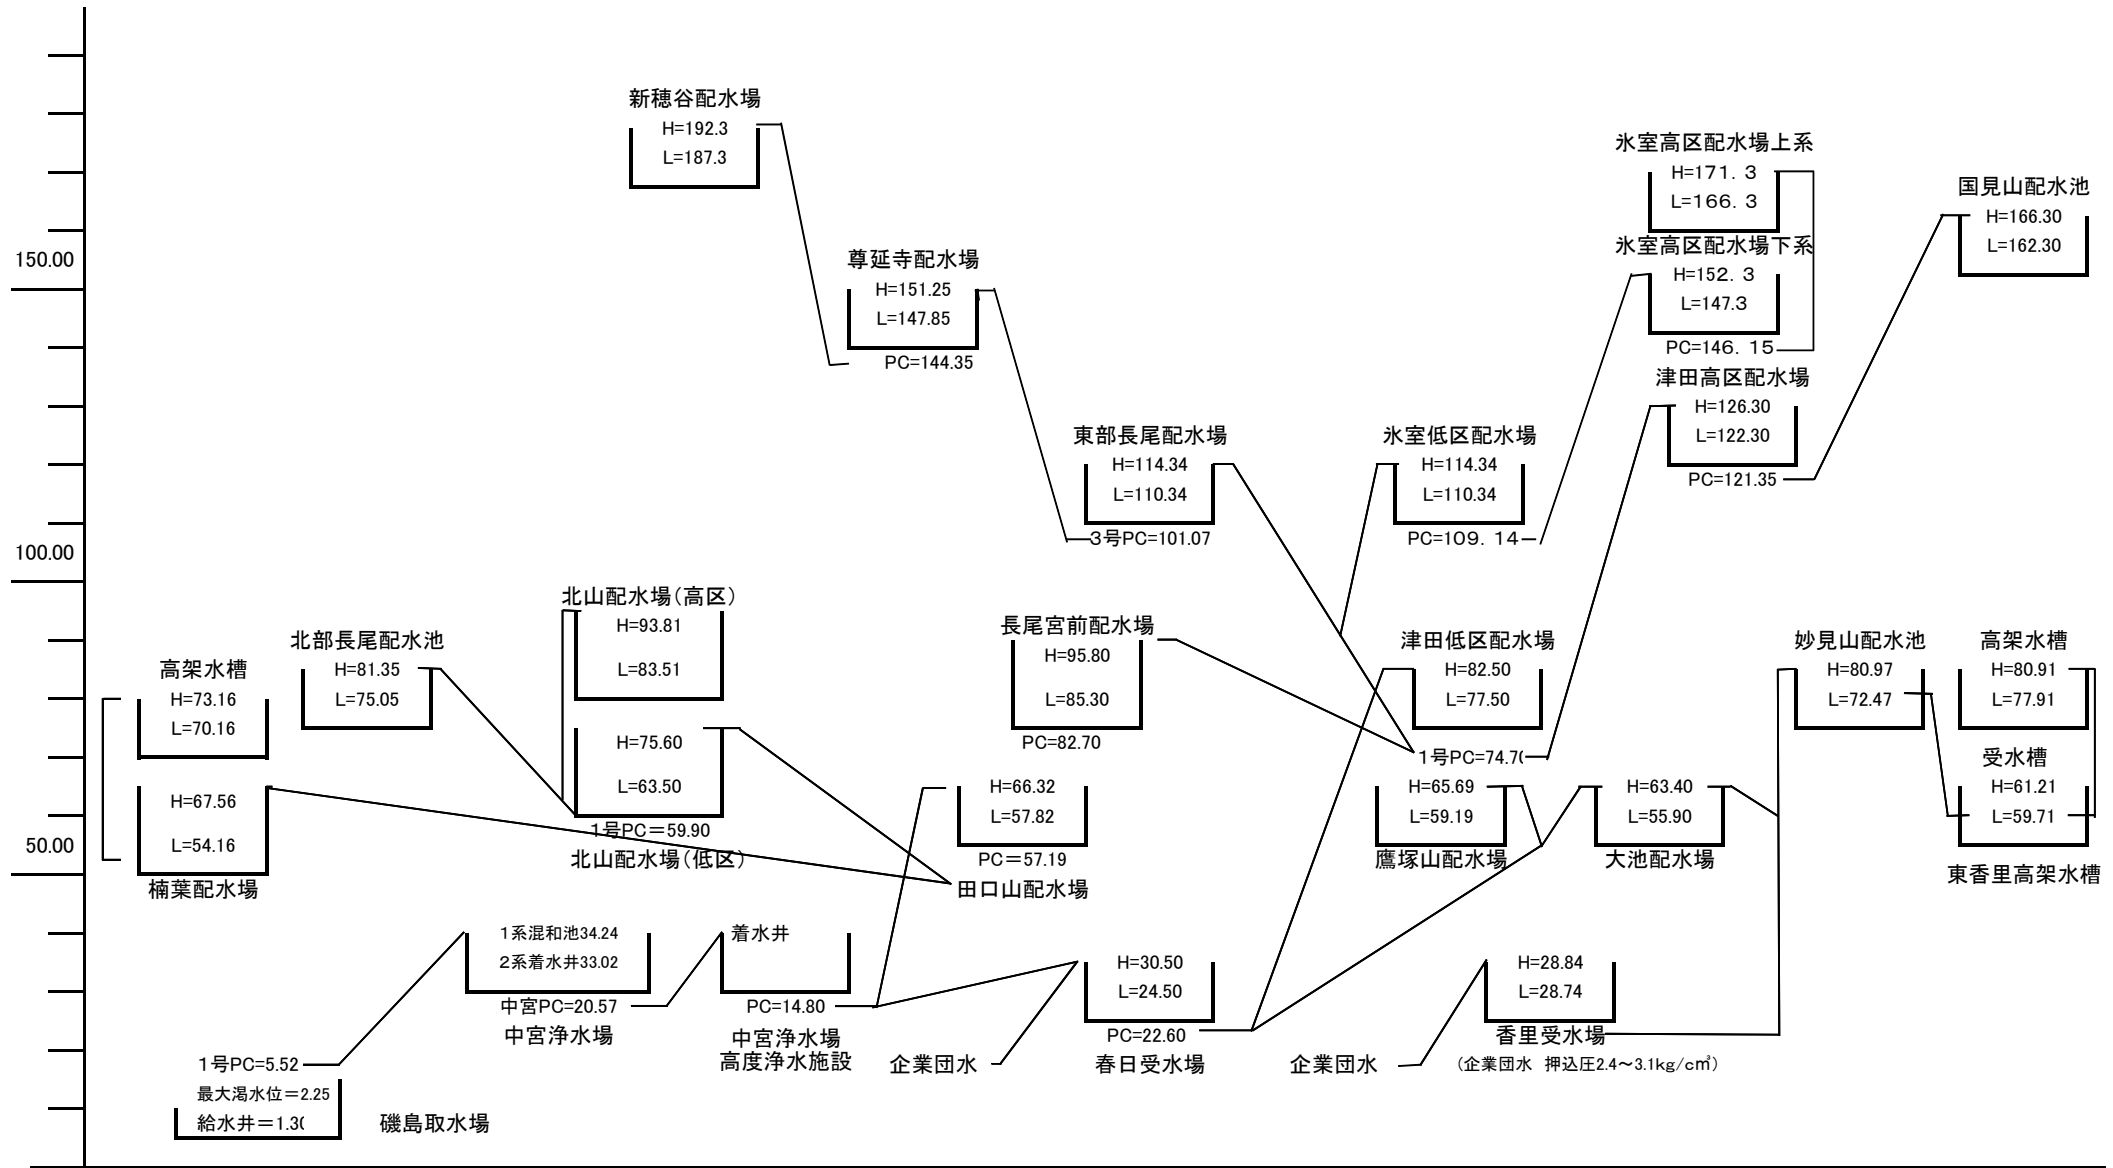 新穂谷配水場
H=192.3
L=187.3
氷室高区配水場上系
H=171．3
L=166．3
国見山配水池
H=166.30
L=162.30
150.00
尊延寺配水場
H=151.25
L=147.85
PC=144.35
氷室高区配水場下系
H=152．3
L=147.3
PC=146．15
津田高区配水場
H=126.30
L=122.30
PC=121.35
東部長尾配水場
H=114.34
L=110.34
3号PC=101.07
氷室低区配水場
H=114.34
L=110.34
PC=109．14
100.00
北山配水場（高区）
H=93.81
L=83.51
北部長尾配水池
H=81.35
L=75.05
高架水槽
H=73.16
L=70.16
H=67.56
L=54.16
楠葉配水場
H=75.60
L=63.50
1号PC＝59.90
北山配水場（低区）
長尾宮前配水場
H=95.80
L=85.30
PC=82.70
H=66.32
L=57.82
PC＝57.19
田口山配水場
津田低区配水場
H=82.50
L=77.50
1号PC=74.70
H=65.69
L=59.19
鷹塚山配水場
H=63.40
L=55.90
大池配水場
妙見山配水池
H=80.97
L=72.47
高架水槽
H=80.91
L=77.91
受水槽
H=61.21
L=59.71
東香里高架水槽
50.00
1系混和池34.24
2系着水井33.02
中宮PC=20.57
中宮浄水場
着水井
PC=14.80
中宮浄水場
高度浄水施設
企業団水
H=30.50
L=24.50
PC=22.60
春日受水場
企業団水
H=28.84
L=28.74
香里受水場
（企業団水　押込圧2.4～3.1kg/c㎡）
1号PC=5.52
最大渇水位＝2.25
給水井＝1.30
磯島取水場